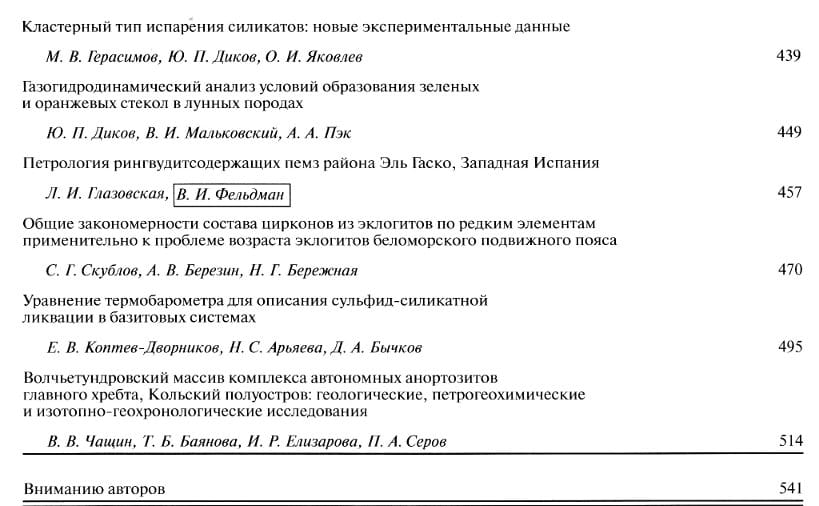 Кластерный тип испарения силикатов: новые экспериментальные данные
М. В. Герасимов, Ю. П. Диков, О. И. Яковлев 439
Газогидродинамический анализ условий образования зеленых
и оранжевых стекол в лунных породах
Ю. П. Диков, В. И. Мальковский, А. А. Пэк 449
Петрология рингвудитсодержащих пемз района Эль Гаско, Западная Испания
Л. И. Глазовская, В. И. Фельдман 457
Общие закономерности состава цирконов из эклогитов по редким элементам
применительно к проблеме возраста эклогитов беломорского подвижного пояса
С. Г. Скублов, А. В. Березин, Н. Г. Бережная 470
Уравнение термобарометра для описания сульфид-силикатной
ликвации в базитовых системах
Е. В. Коптев-Дворников, Н. С. Арьяева, Д. А. Бычков 495
Волчьетундровский массив комплекса автономных анортозитов
главного хребта, Кольский полуостров: геологические, петрогеохимические
и изотопно-геохронологические исследования
В. В. Чащин, Т. Б. Баянова, И. Р. Елизарова, П. А. Серов 514
Вниманию авторов 541